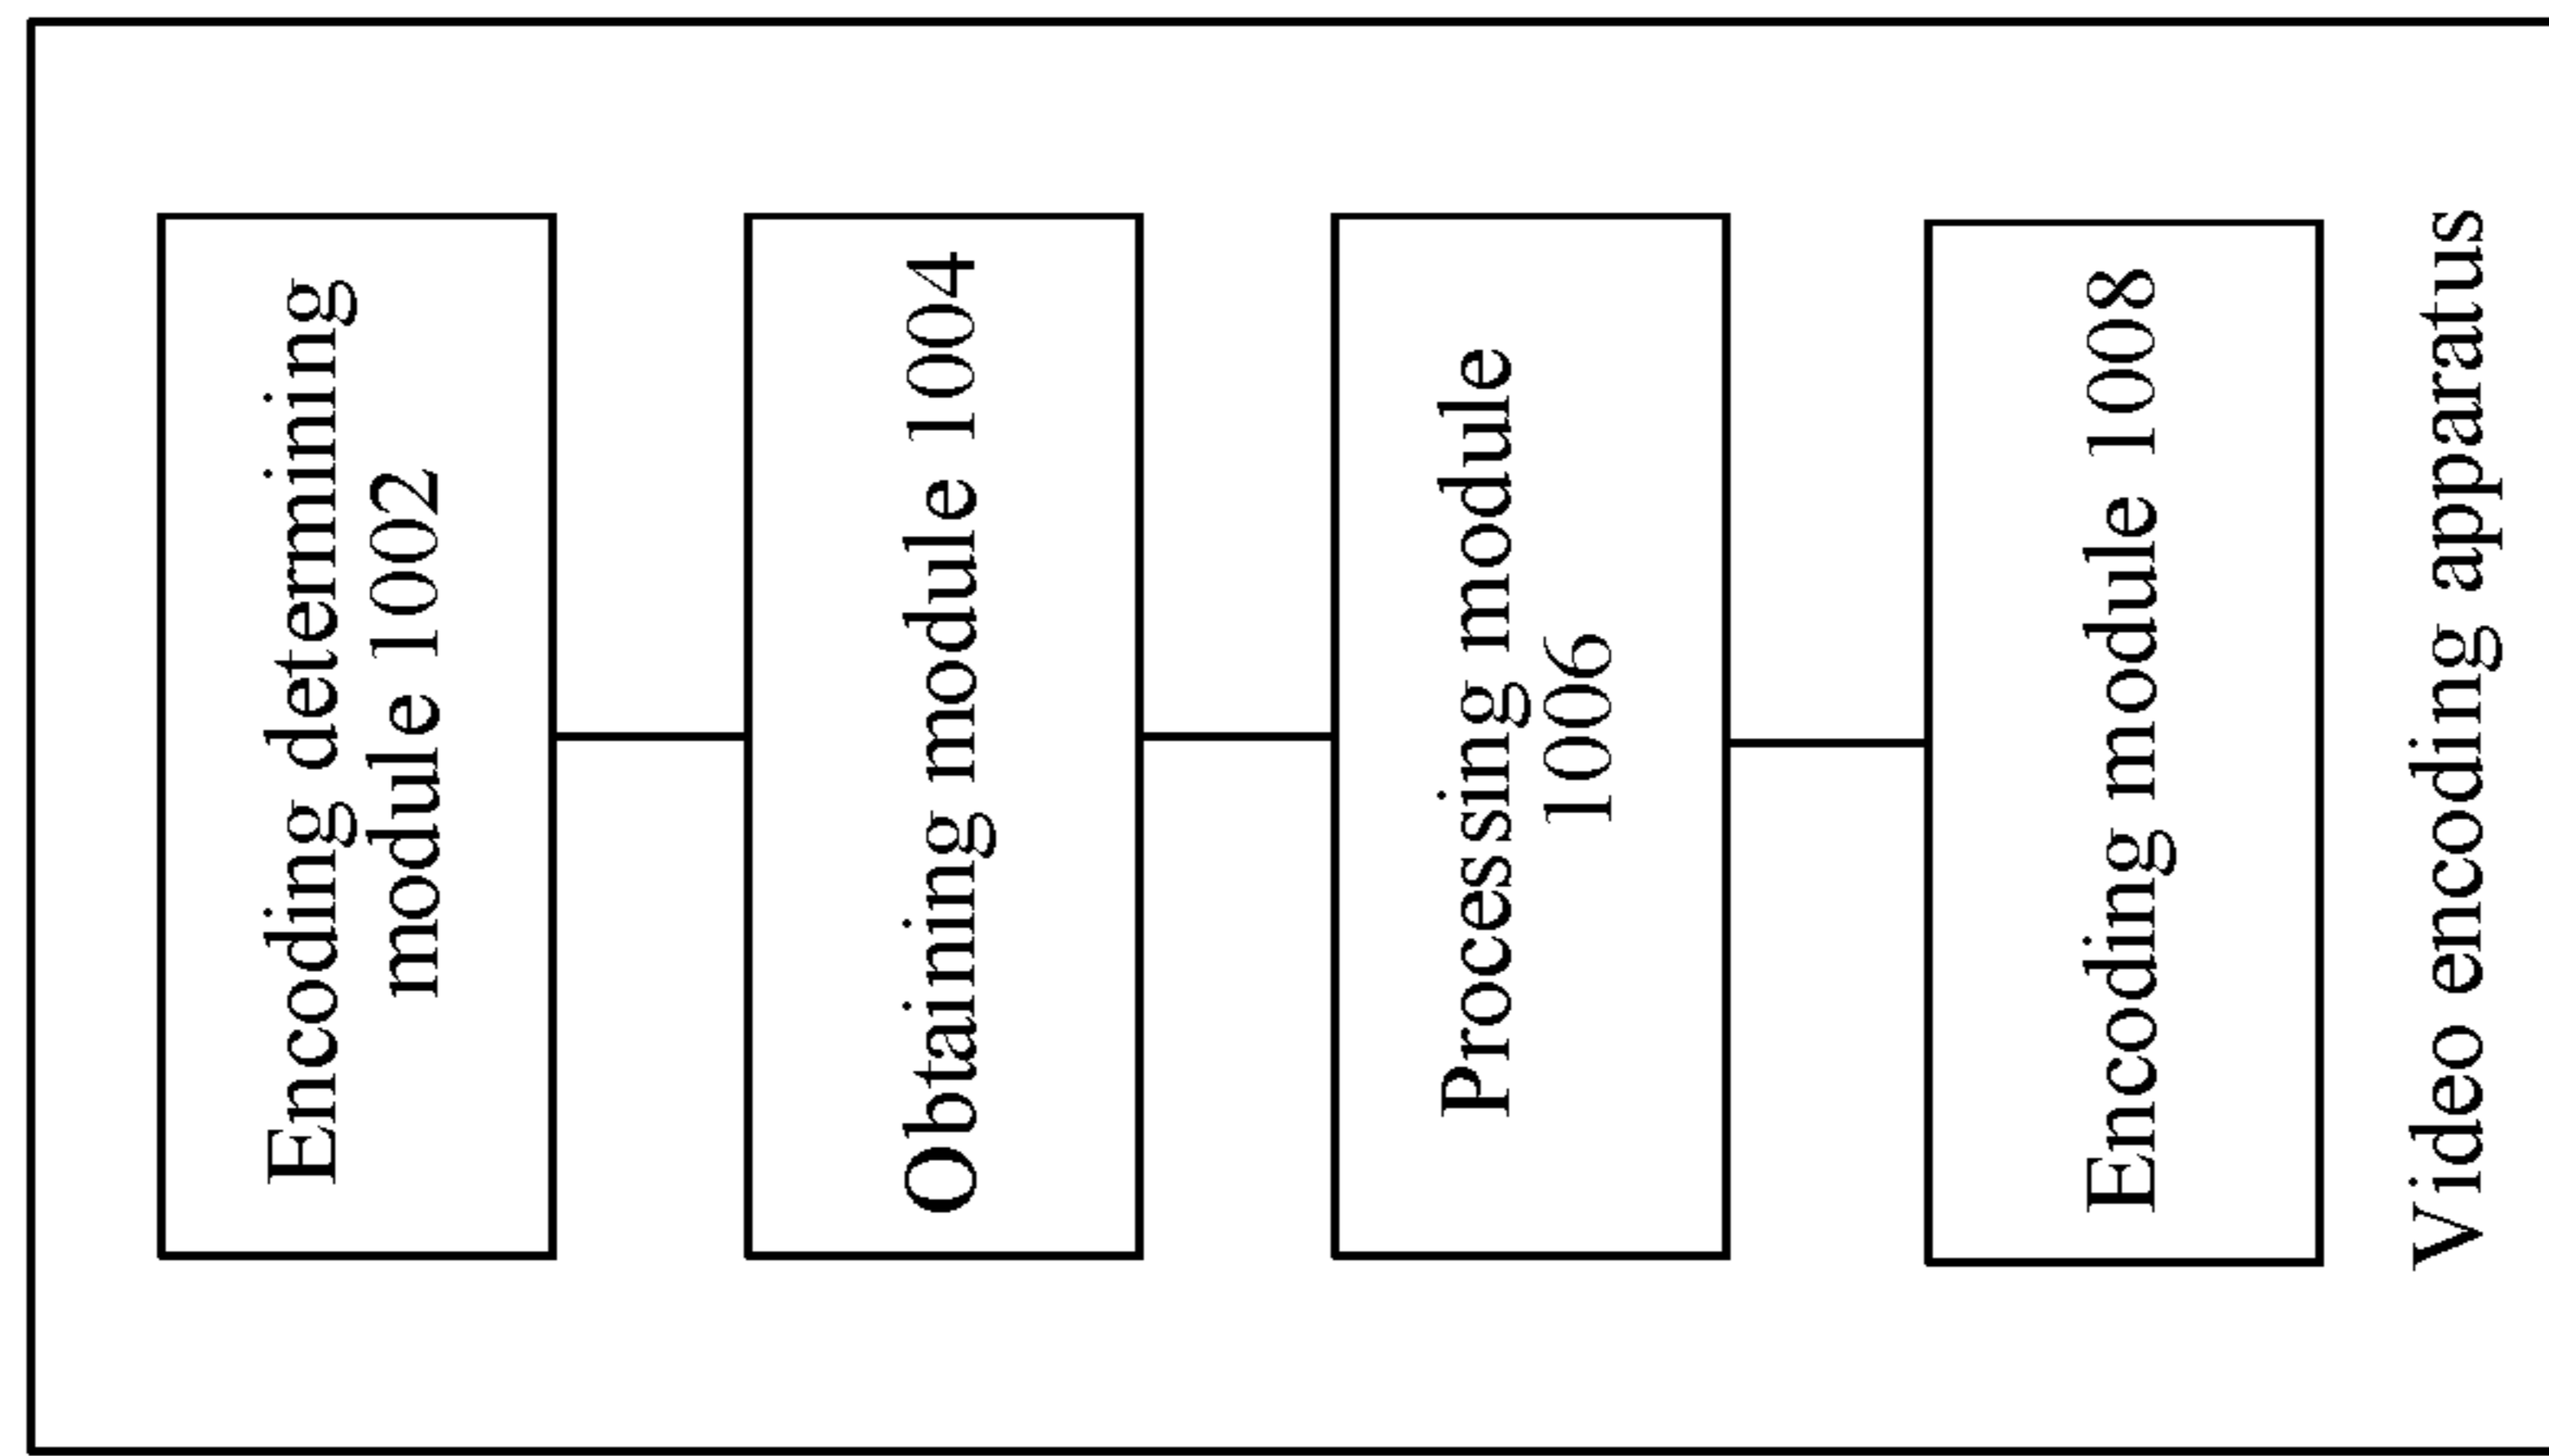 Encoding determining
module 1002
Obtaining module 1004
Processing module
1006
Encoding module 1008
Video encoding apparatus